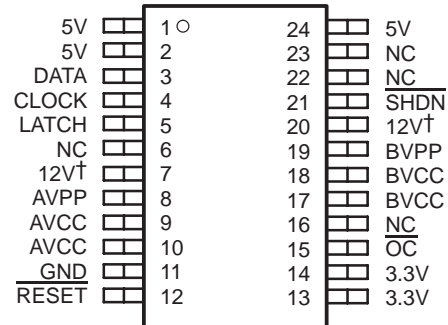 5V 1 24 5V
5V 2 23 NC
DATA 3 22 NC
CLOCK 4 21 SHDN
LATCH 5 20 12V†
NC 6 19 BVPP
12V† 7 18 BVCC
AVPP 8 17 BVCC
AVCC 9 16 NC
AVCC 10 15 OC
GND 11 14 3.3V
RESET 12 13 3.3V